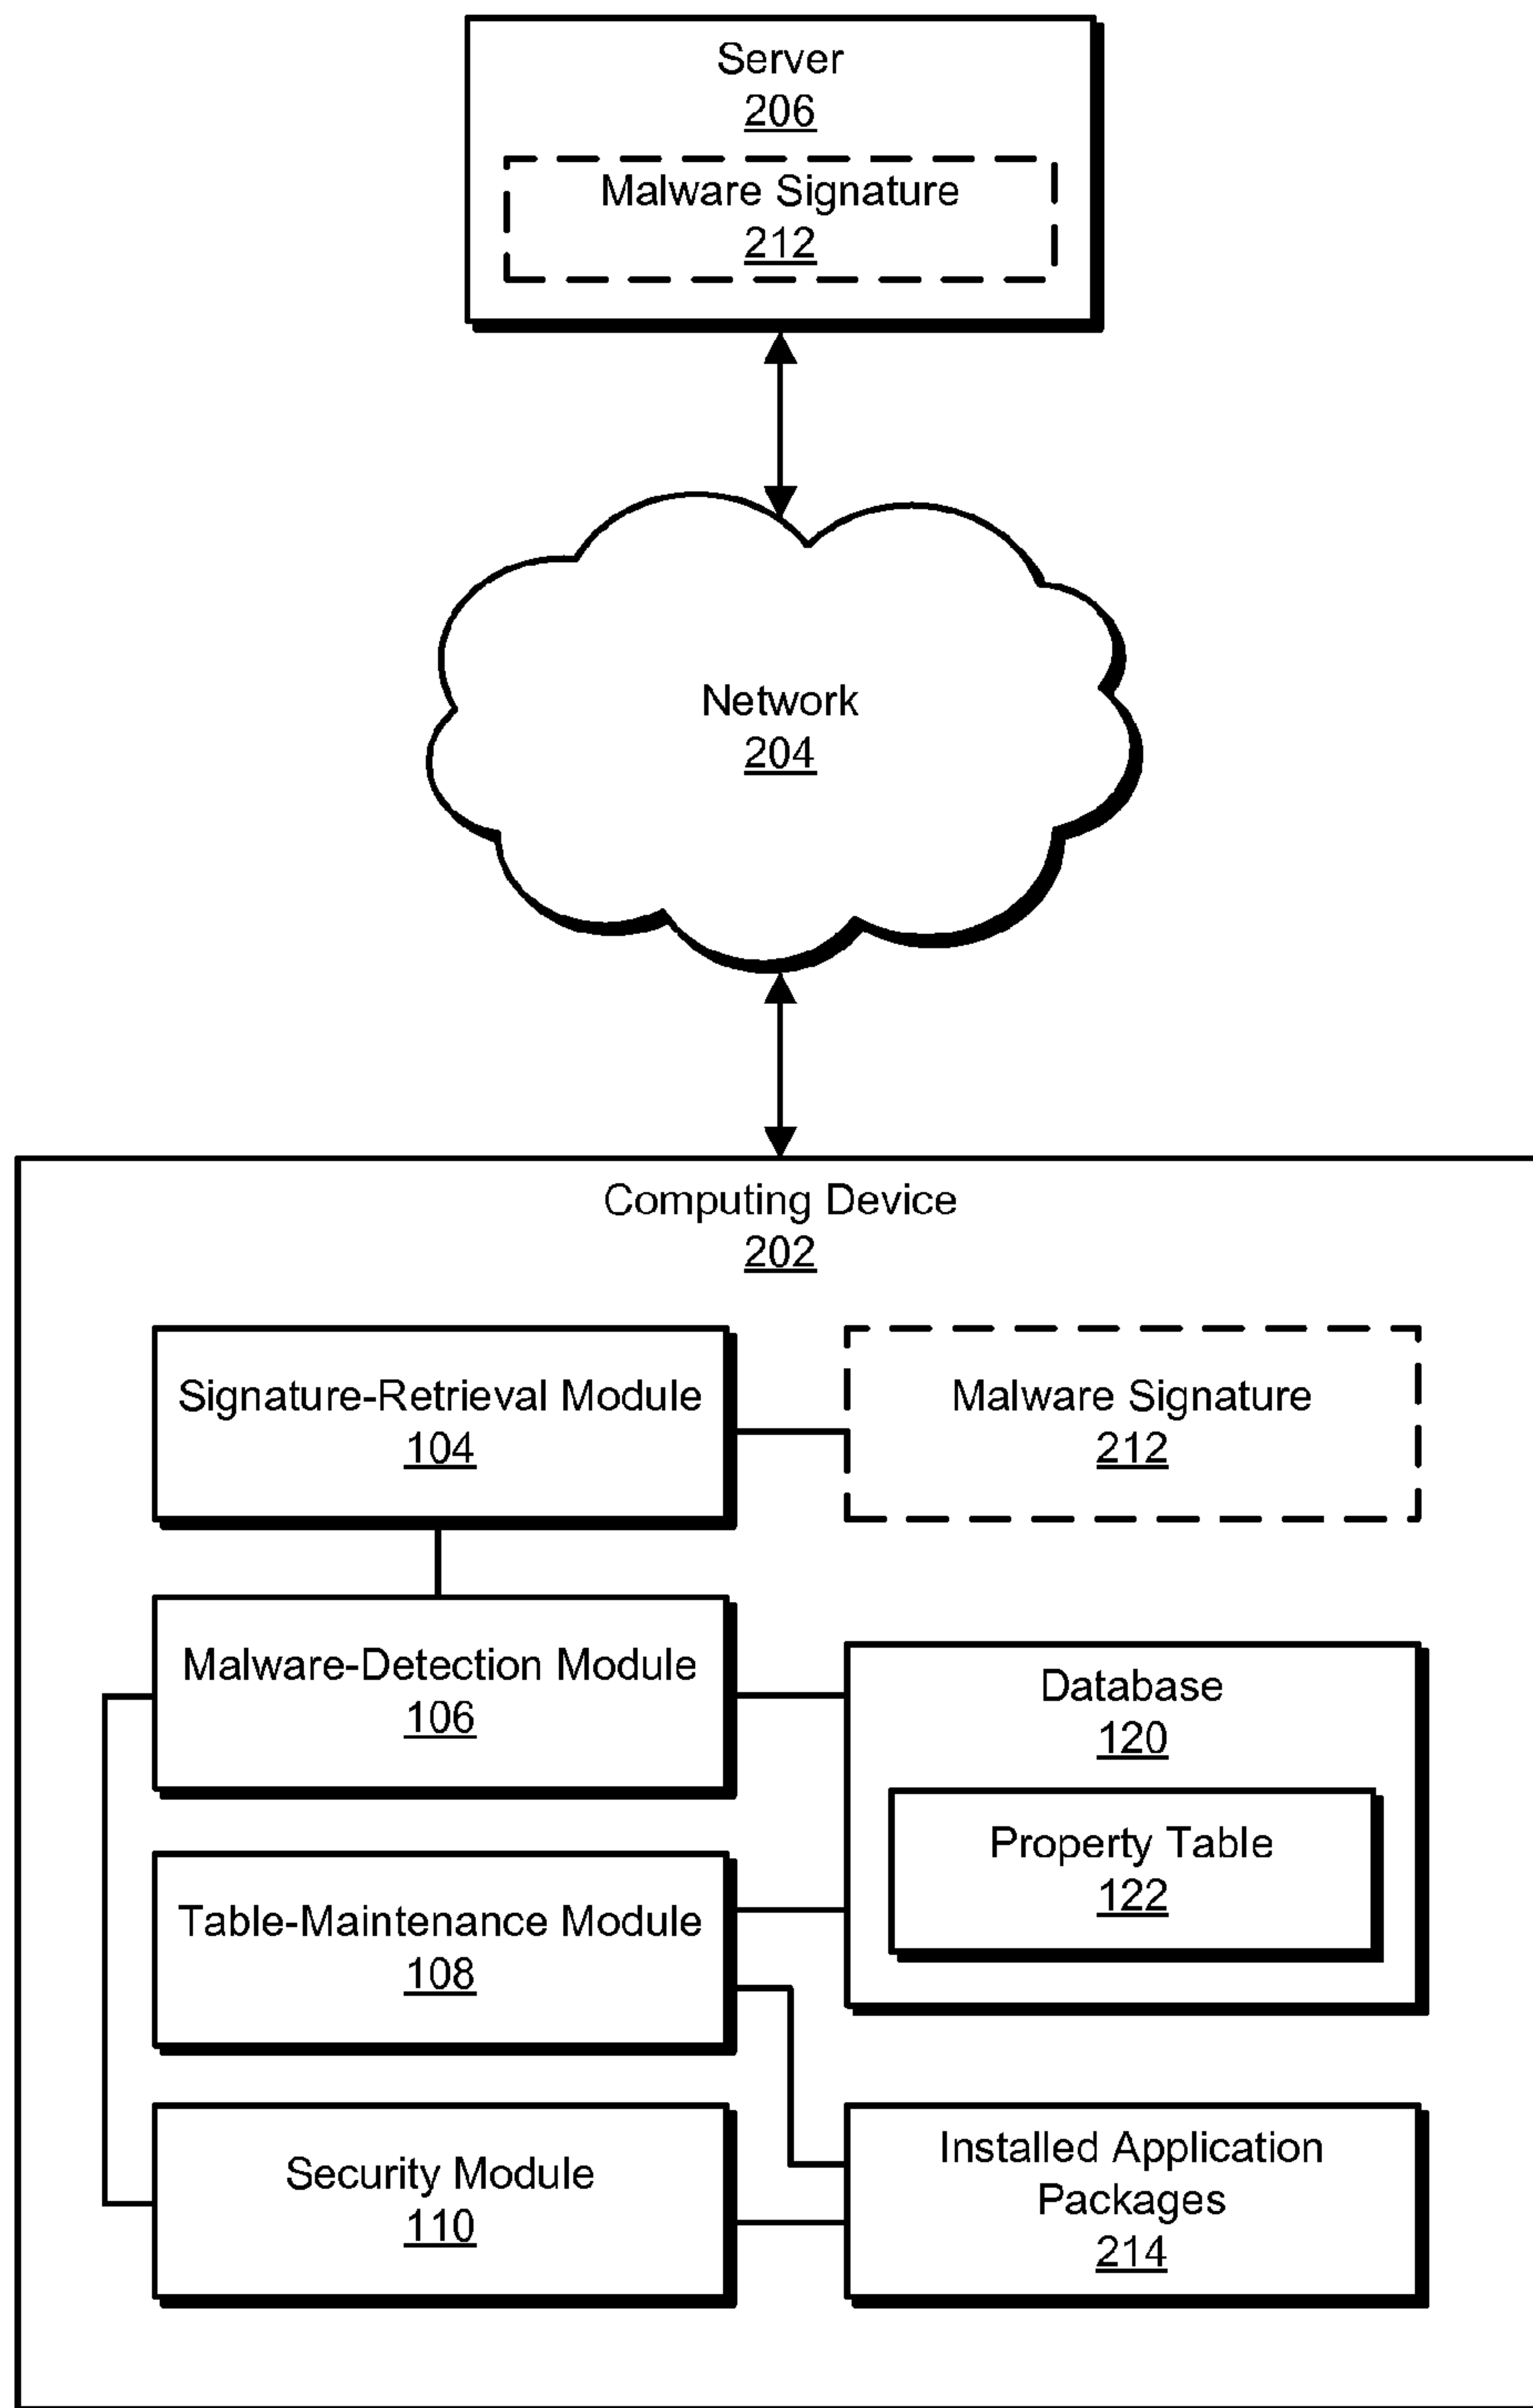 Server
206
Malware Signature
212
Network
204
Computing Device
202
Signature-Retrieval Module
104
Malware Signature
212
Malware-Detection Module
106
Database
120
Property Table
122
Table-Maintenance Module
108
Security Module
110
Installed Application
Packages
214